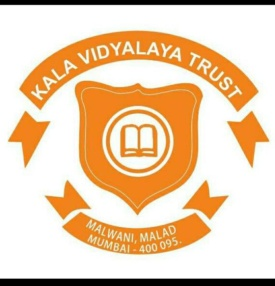 KALA VIDYALAYA TRUST
MALWANI, MALAD
MUMBAI - 400 095.